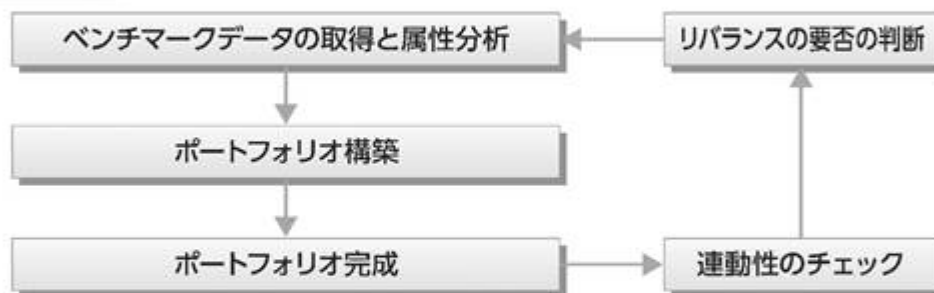 ベンチマークデータの取得と属性分析
リバランスの要否の判断
ポートフォリオ構築
ポートフォリオ完成
連動性のチェック